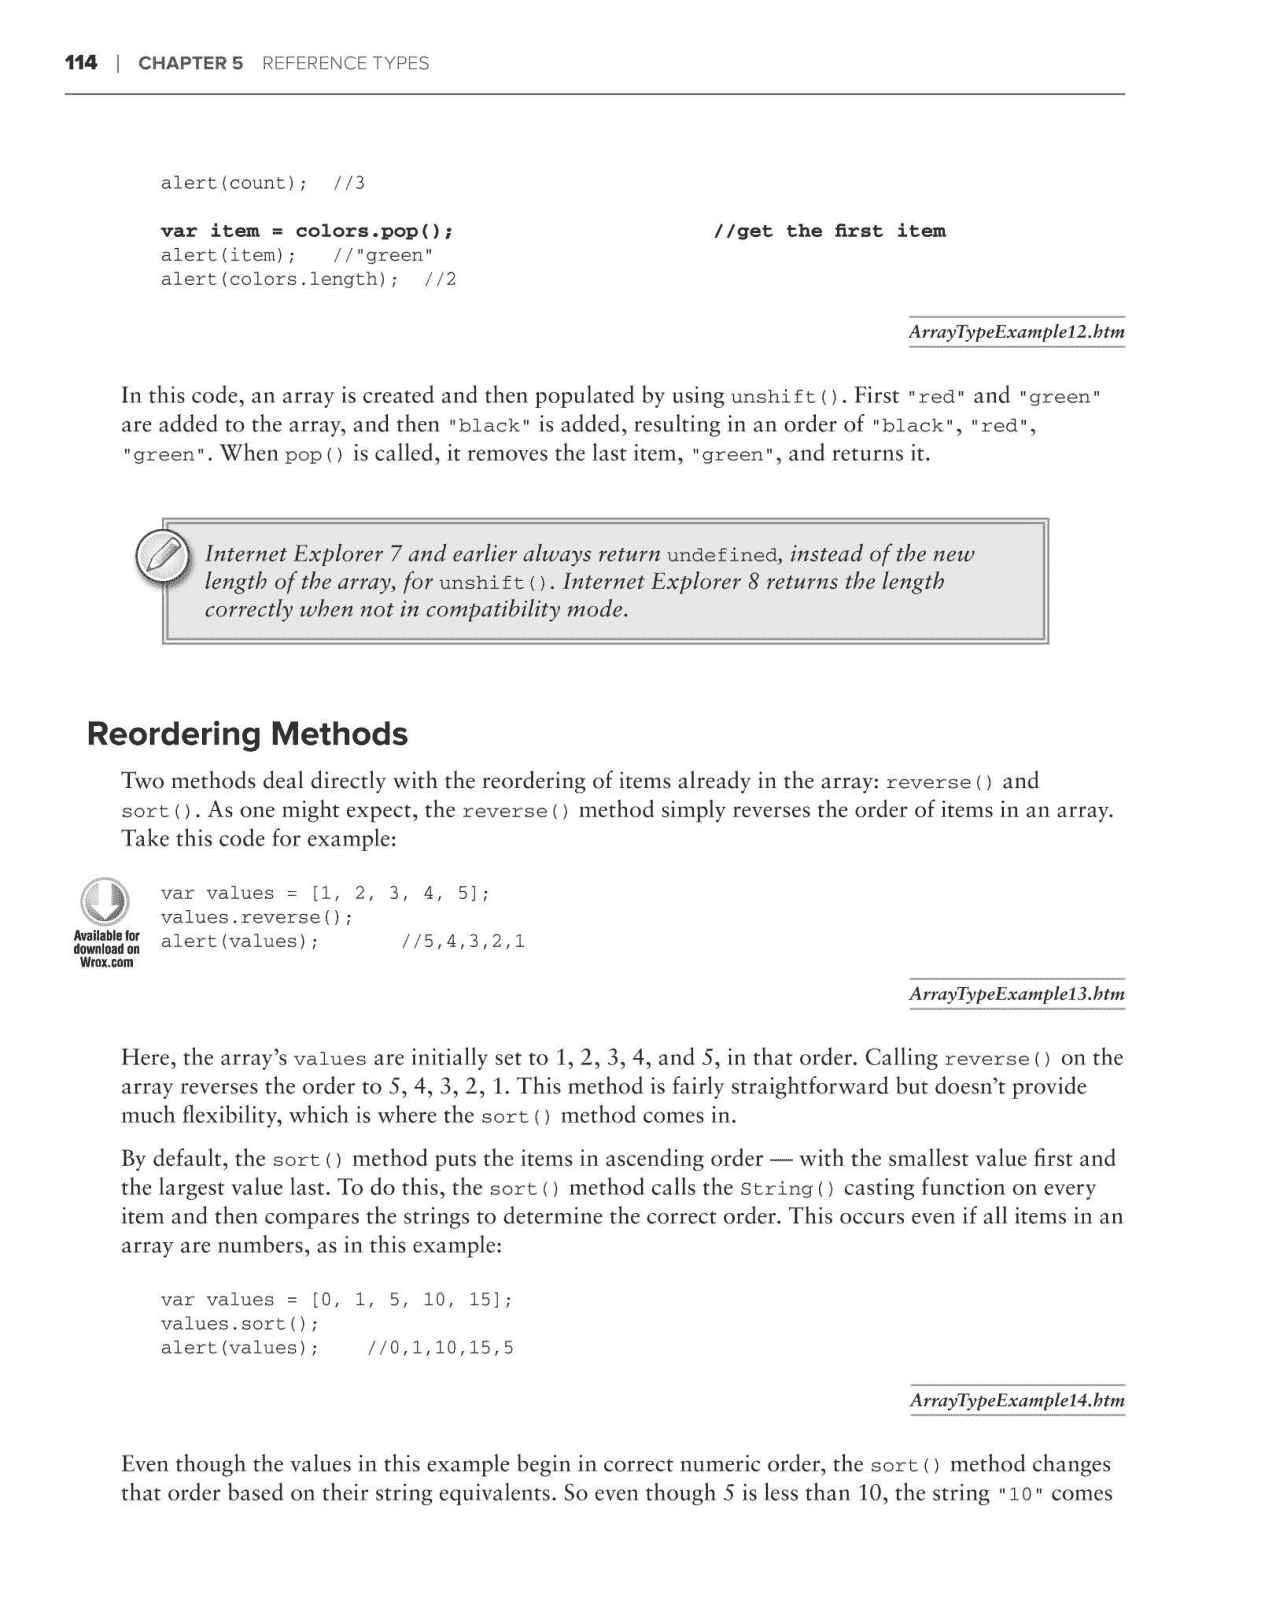 114 | CHAPTER 5 REFERENCE TYPES
alert(count); //3
var item = colors.pop(); //get the first item
alert(item); //"green"
alert(colors.length); //2
ArrayTypeExample12.htm
In this code, an array is created and then populated by using unshift(). First "red" and "green"
are added to the array, and then "black" is added, resulting in an order of "black", "red",
"green". When pop() is called, it removes the last item, "green", and returns it.
Internet Explorer 7 and earlier always return undefined, instead of the new
length of the array, for unshift(). Internet Explorer 8 returns the length
correctly when not in compatibility mode.
Reordering Methods
Two methods deal directly with the reordering of items already in the array: reverse() and
sort(). As one might expect, the reverse() method simply reverses the order of items in an array.
Take this code for example:
var values = [1, 2, 3, 4, 5];
values.reverse();
alert(values); //5,4,3,2,1
Available for
download on
Wrox.com
ArrayTypeExample13.htm
Here, the array's values are initially set to 1, 2, 3, 4, and 5, in that order. Calling reverse() on the
array reverses the order to 5, 4, 3, 2, 1. This method is fairly straightforward but doesn't provide
much flexibility, which is where the sort() method comes in.
By default, the sort() method puts the items in ascending order — with the smallest value first and
the largest value last. To do this, the sort() method calls the String() casting function on every
item and then compares the strings to determine the correct order. This occurs even if all items in an
array are numbers, as in this example:
var values = [0, 1, 5, 10, 15];
values.sort();
alert(values); //0,1,10,15,5
ArrayTypeExample14.htm
Even though the values in this example begin in correct numeric order, the sort() method changes
that order based on their string equivalents. So even though 5 is less than 10, the string "10" comes